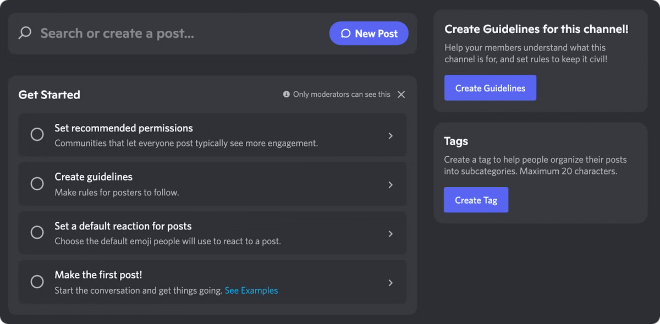 Search or create a post...
New Post
Get Started
Only moderators can see this
Set recommended permissions
Communities that let everyone post typically see more engagement.
Create guidelines
Make rules for posters to follow.
Set a default reaction for posts
Choose the default emoji people will use to react to a post.
Make the first post!
Start the conversation and get things going. See Examples
Create Guidelines for this channel!
Help your members understand what this
channel is for, and set rules to keep it civil!
Create Guidelines
Tags
Create a tag to help people organize their posts
into subcategories. Maximum 20 characters.
Create Tag